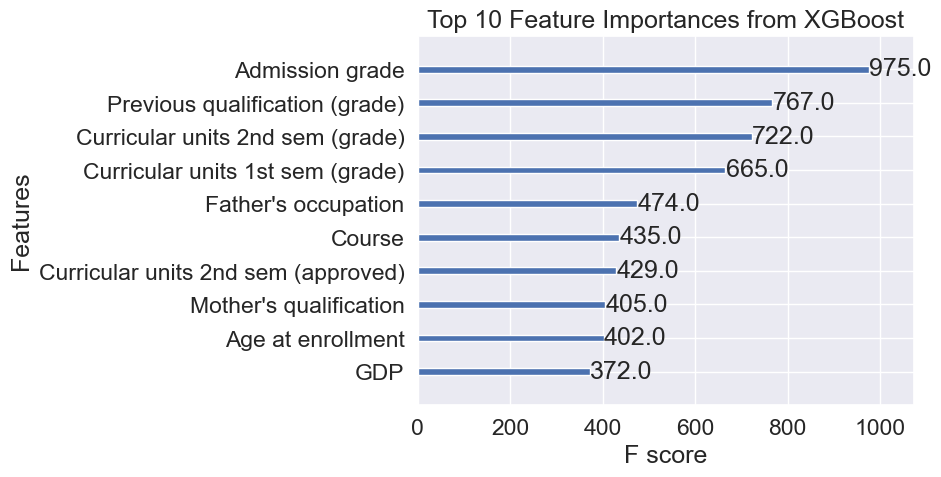 Top 10 Feature Importances from XGBoost
Features
Admission grade 975.0
Previous qualification (grade) 767.0
Curricular units 2nd sem (grade) 722.0
Curricular units 1st sem (grade) 665.0
Father's occupation 474.0
Course 435.0
Curricular units 2nd sem (approved) 429.0
Mother's qualification 405.0
Age at enrollment 402.0
GDP 372.0
0 200 400 600 800 1000
F score